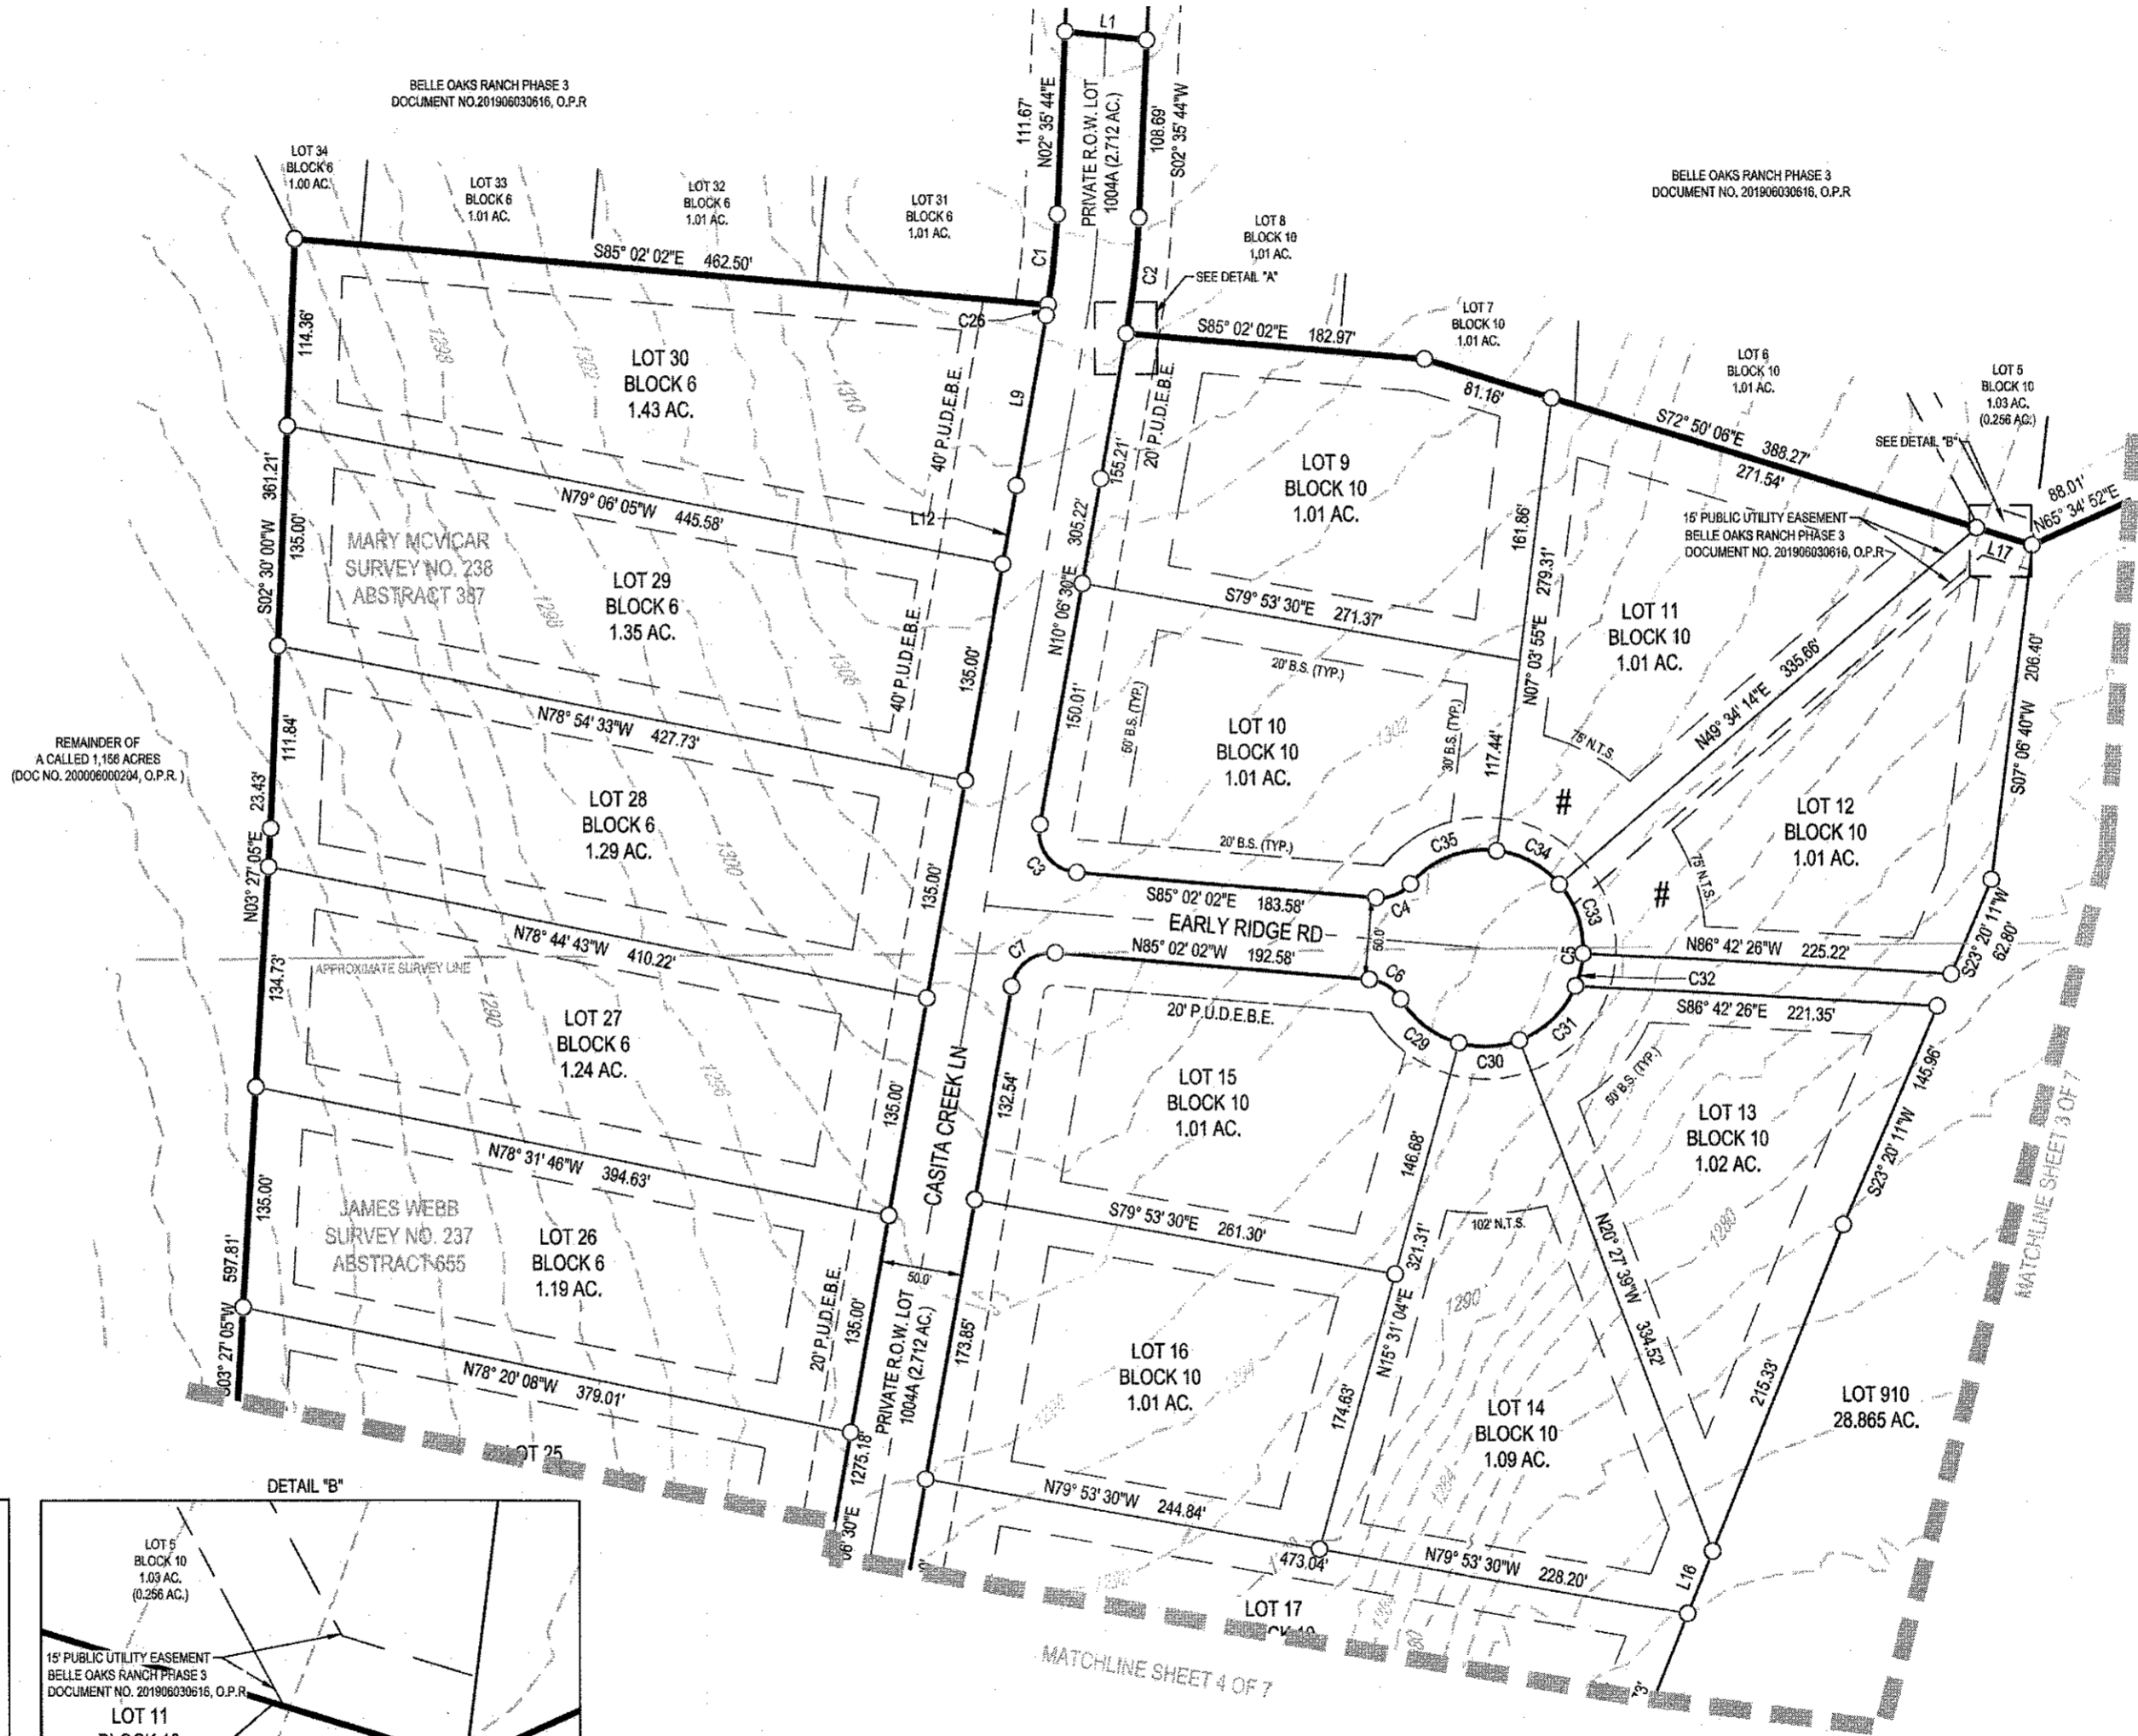 L1
BELLE OAKS RANCH PHASE 3
DOCUMENT NO.201906030616, O.P.R
111.67'
N02° 35' 44"E
PRIVATE R.O.W. LOT
1004A (2.712 AC.)
108.69'
S02° 35' 44"W
BELLE OAKS RANCH PHASE 3
DOCUMENT NO. 201906030616, O.P.R
LOT 34
BLOCK 6
1.00 AC.
LOT 33
BLOCK 6
1.01 AC.
LOT 32
BLOCK 6
1.01 AC.
LOT 31
BLOCK 6
1.01 AC.
C1
C2
LOT 8
BLOCK 10
1.01 AC.
SEE DETAIL "A"
S85° 02' 02"E 462.50'
C26
S85° 02' 02"E 182.97'
LOT 7
BLOCK 10
1.01 AC.
81.16'
LOT 6
BLOCK 10
1.01 AC.
LOT 5
BLOCK 10
1.03 AC.
(0.256 AC.)
S72° 50' 06"E 388.27'
271.54'
SEE DETAIL "B"
88.01'
N65° 34' 52"E
L17
15' PUBLIC UTILITY EASEMENT
BELLE OAKS RANCH PHASE 3
DOCUMENT NO. 201906030616, O.P.R
114.36'
1298
1302
1310
LOT 30
BLOCK 6
1.43 AC.
40' P.U.D.E.B.E.
L9
155.21'
20' P.U.D.E.B.E.
LOT 9
BLOCK 10
1.01 AC.
161.86'
N07° 03' 55"E 279.31'
S02° 30' 00"W 361.21'
135.00'
N79° 06' 05"W 445.58'
L12
MARY MCVICAR
SURVEY NO. 238
ABSTRACT 387
LOT 29
BLOCK 6
1.35 AC.
40' P.U.D.E.B.E.
135.00'
N10° 06' 30"E 305.22'
S79° 53' 30"E 271.37'
LOT 11
BLOCK 10
1.01 AC.
N49° 34' 14"E 335.66'
S07° 06' 40"W 206.40'
20' B.S. (TYP.)
150.01'
60' B.S. (TYP.)
30' B.S. (TYP.)
LOT 10
BLOCK 10
1.01 AC.
1302
117.44'
75' N.T.S.
#
REMAINDER OF
A CALLED 1,156 ACRES
(DOC NO. 200006000204, O.P.R.)
111.84'
23.43'
N78° 54' 33"W 427.73'
LOT 28
BLOCK 6
1.29 AC.
1300
LOT 12
BLOCK 10
1.01 AC.
75' N.T.S.
#
N03° 27' 05"E
135.00'
C3
20' B.S. (TYP.)
C35
C34
C33
C4
S85° 02' 02"E 183.58'
EARLY RIDGE RD
50.0'
N85° 02' 02"W 192.58'
C7
C6
C5
C32
N86° 42' 26"W 225.22'
S23° 20' 11"W
62.80'
S86° 42' 26"E 221.35'
N78° 44' 43"W 410.22'
APPROXIMATE SURVEY LINE
134.73'
1290
LOT 27
BLOCK 6
1.24 AC.
135.00'
CASITA CREEK LN
132.54'
20' P.U.D.E.B.E.
C29
C30
C31
LOT 15
BLOCK 10
1.01 AC.
60' B.S. (TYP.)
LOT 13
BLOCK 10
1.02 AC.
145.96'
S23° 20' 11"W
1280
MATCHLINE SHEET 3 OF 7
N78° 31' 46"W 394.63'
146.68'
S79° 53' 30"E 261.30'
102' N.T.S.
N20° 27' 39"W 334.52'
135.00'
597.81'
JAMES WEBB
SURVEY NO. 237
ABSTRACT 655
LOT 26
BLOCK 6
1.19 AC.
20' P.U.D.E.B.E.
135.00'
50.0'
PRIVATE R.O.W. LOT
1004A (2.712 AC.)
173.85'
N15° 31' 04"E 321.31'
1290
174.63'
LOT 16
BLOCK 10
1.01 AC.
LOT 14
BLOCK 10
1.09 AC.
1284
215.33'
LOT 910
28.865 AC.
03° 27' 05"W
N78° 20' 08"W 379.01'
1275.18'
06' 30"E
N79° 53' 30"W 244.84'
473.04'
N79° 53' 30"W 228.20'
L16
LOT 17
MATCHLINE SHEET 4 OF 7
DETAIL "B"
LOT 5
BLOCK 10
1.03 AC.
(0.256 AC.)
15' PUBLIC UTILITY EASEMENT
BELLE OAKS RANCH PHASE 3
DOCUMENT NO. 201906030616, O.P.R
LOT 11